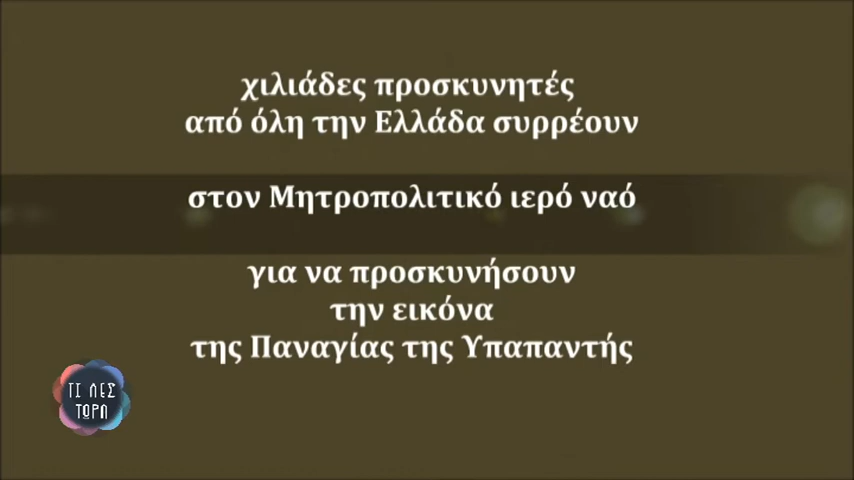 χιλιάδες προσκυνητές
από όλη την Ελλάδα συρρέουν
στον Μητροπολιτικό ιερό ναό
για να προσκυνήσουν
την εικόνα
της Παναγίας της Υπαπαντής
ΤΙ ΛΕΣ
ΤΩΡΑ